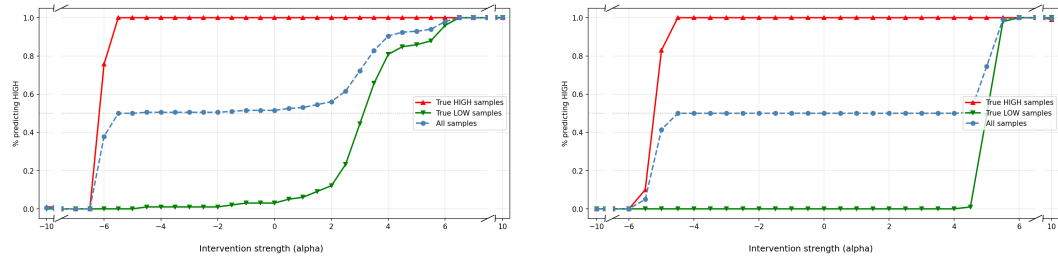 % predicting HIGH
1.0
0.8
0.6
0.4
0.2
0.0
True HIGH samples
True LOW samples
All samples
−10 −8 −6 −4 −2 0 2 4 6 8 10
Intervention strength (alpha)
% predicting HIGH
1.0
0.8
0.6
0.4
0.2
0.0
True HIGH samples
True LOW samples
All samples
−10 −6 −4 −2 0 2 4 6 10
Intervention strength (alpha)